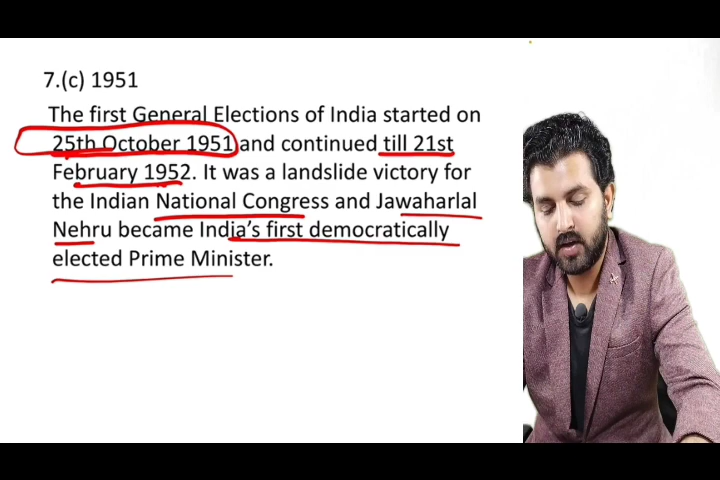 7.(c) 1951
The first General Elections of India started on
25th October 1951 and continued till 21st
February 1952. It was a landslide victory for
the Indian National Congress and Jawaharlal
Nehru became India's first democratically
elected Prime Minister.